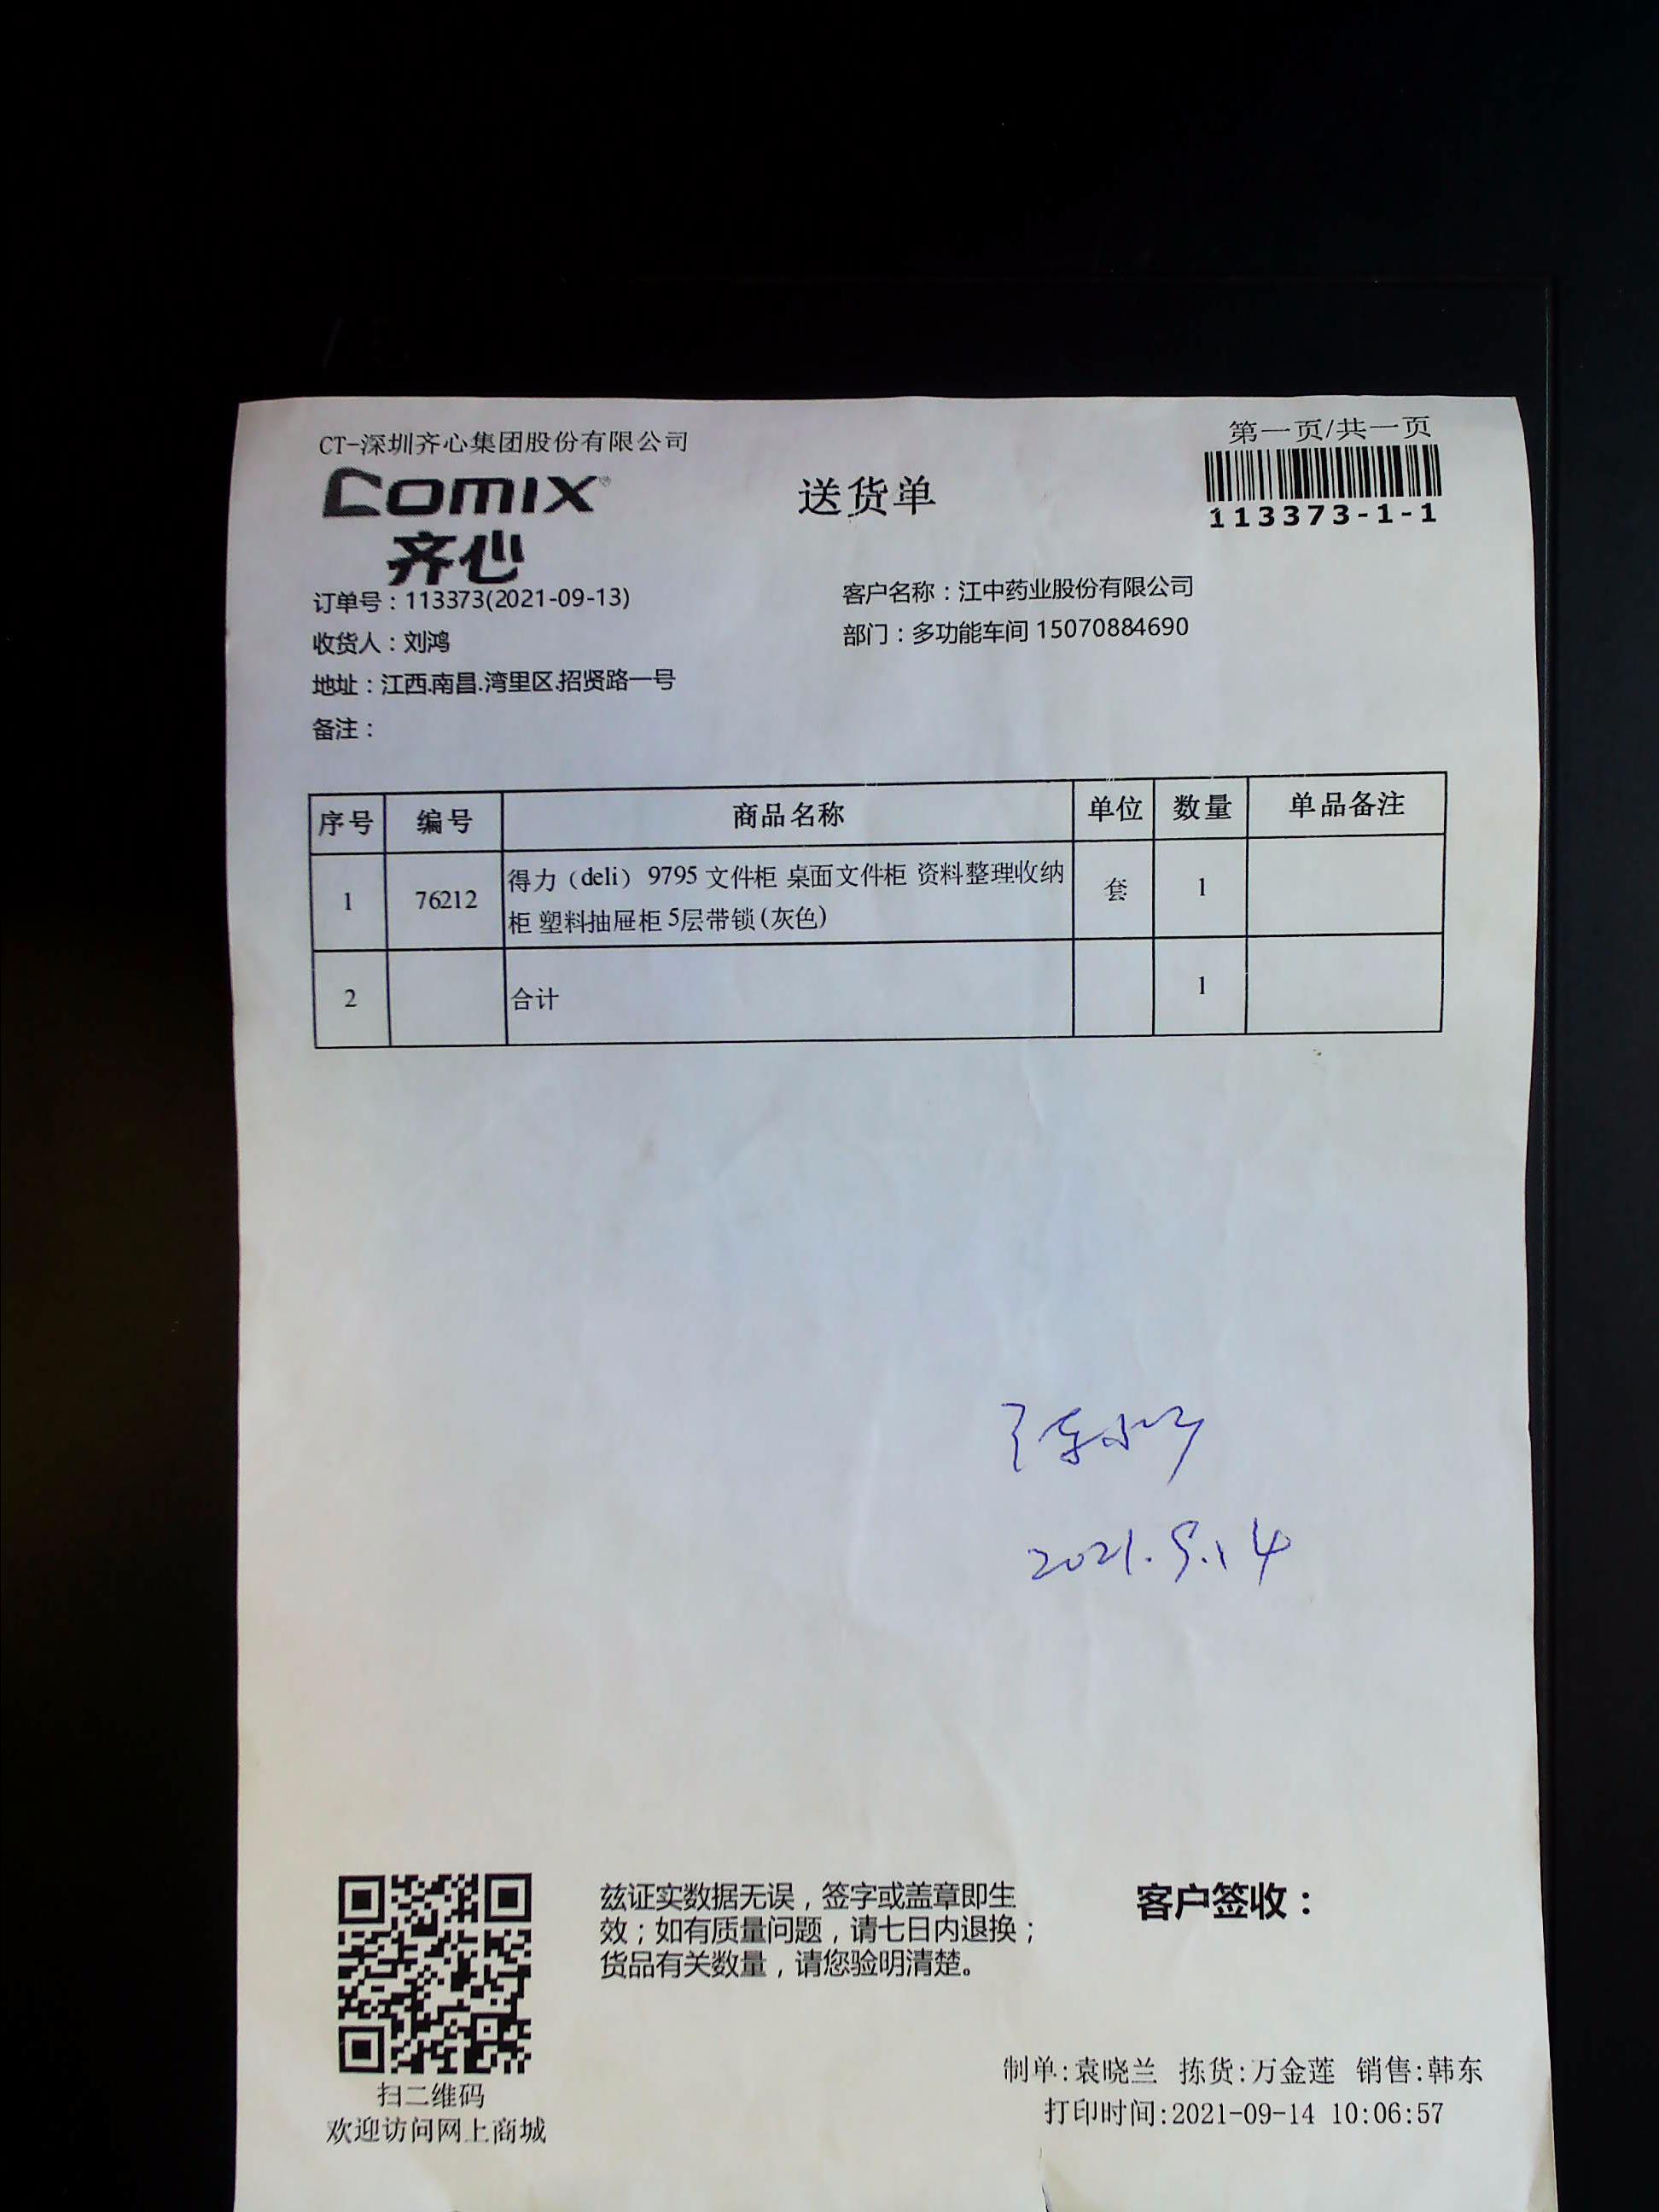 CT-深圳齐心集团股份有限公司
第一页/共一页
COMIX
齐心
送货单
113373-1-1
订单号：113373(2021-09-13)
客户名称：江中药业股份有限公司
收货人：刘鸿
部门：多功能车间 15070884690
地址：江西.南昌.湾里区.招贤路一号
备注：
序号 编号 商品名称 单位 数量 单品备注
1 76212 得力（deli）9795 文件柜 桌面文件柜 资料整理收纳 套 1
柜 塑料抽屉柜 5层带锁(灰色)
2 合计 1
2021.9.14
兹证实数据无误，签字或盖章即生
效；如有质量问题，请七日内退换；
货品有关数量，请您验明清楚。
客户签收：
扫二维码
欢迎访问网上商城
制单:袁晓兰 拣货:万金莲 销售:韩东
打印时间:2021-09-14 10:06:57